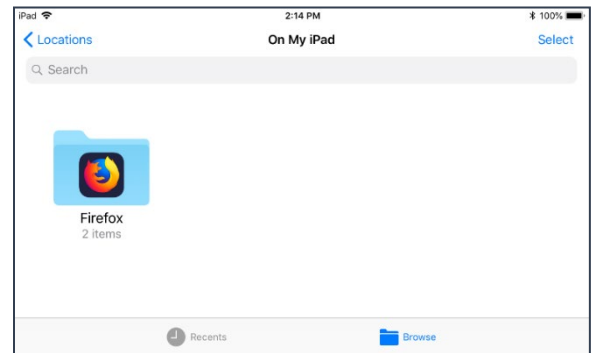 iPad 2:14 PM 100%
Locations On My iPad Select
Search
Firefox
2 items
Recents Browse